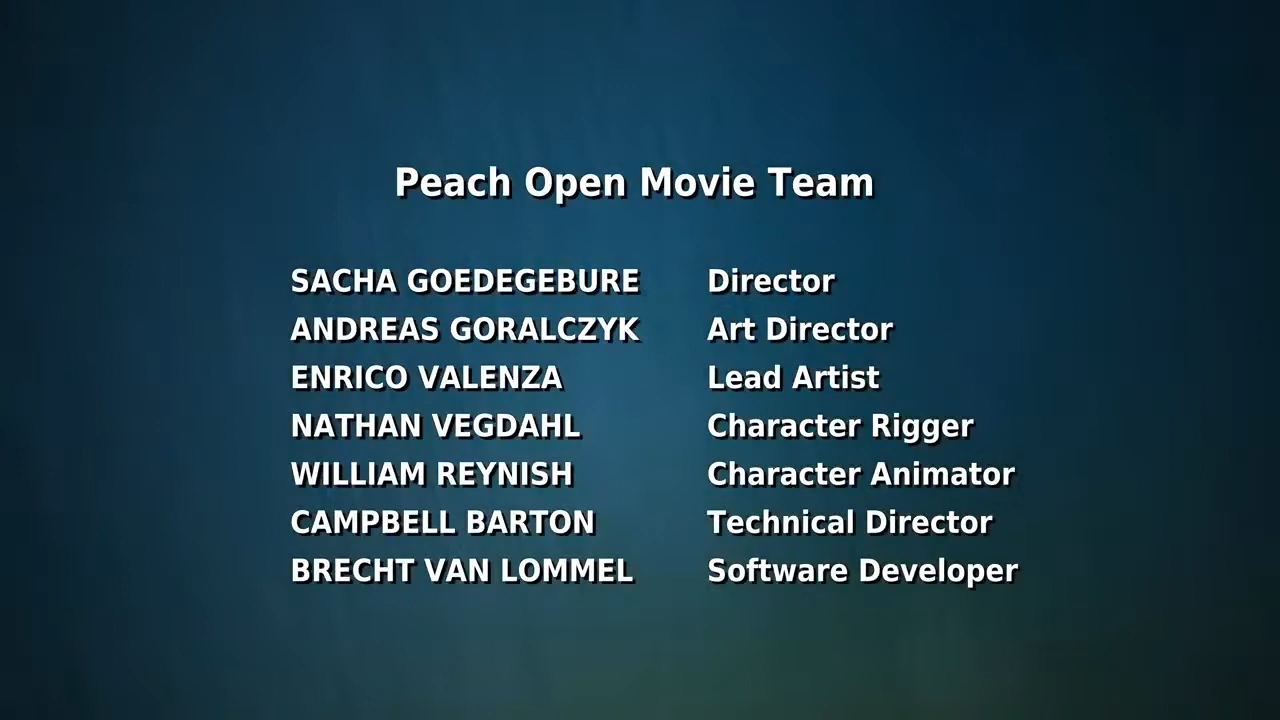 Peach Open Movie Team
SACHA GOEDEGEBURE Director
ANDREAS GORALCZYK Art Director
ENRICO VALENZA Lead Artist
NATHAN VEGDAHL Character Rigger
WILLIAM REYNISH Character Animator
CAMPBELL BARTON Technical Director
BRECHT VAN LOMMEL Software Developer